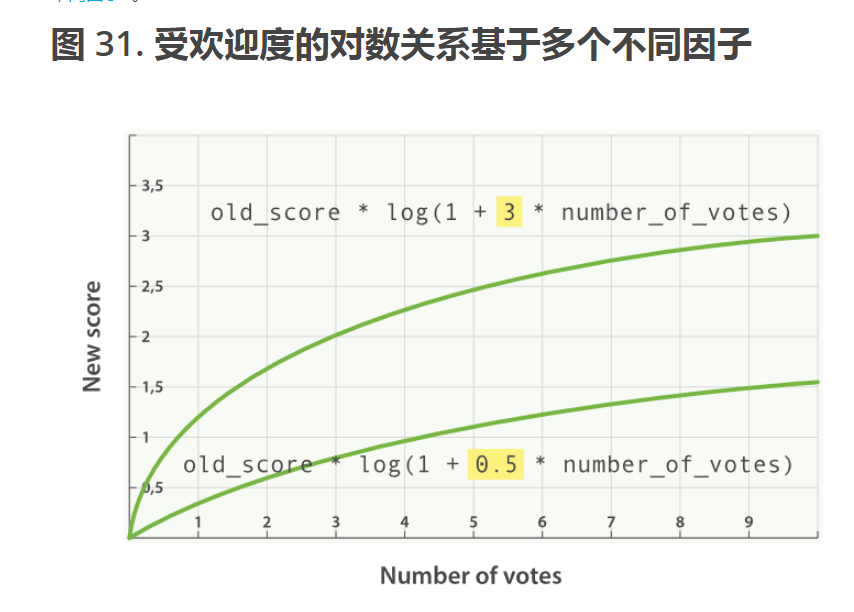 图 31. 受欢迎度的对数关系基于多个不同因子
3,5
old_score * log(1 + 3 * number_of_votes)
3
2,5
2
1,5
1
old_score * log(1 + 0.5 * number_of_votes)
0,5
1 2 3 4 5 6 7 8 9
New score
Number of votes